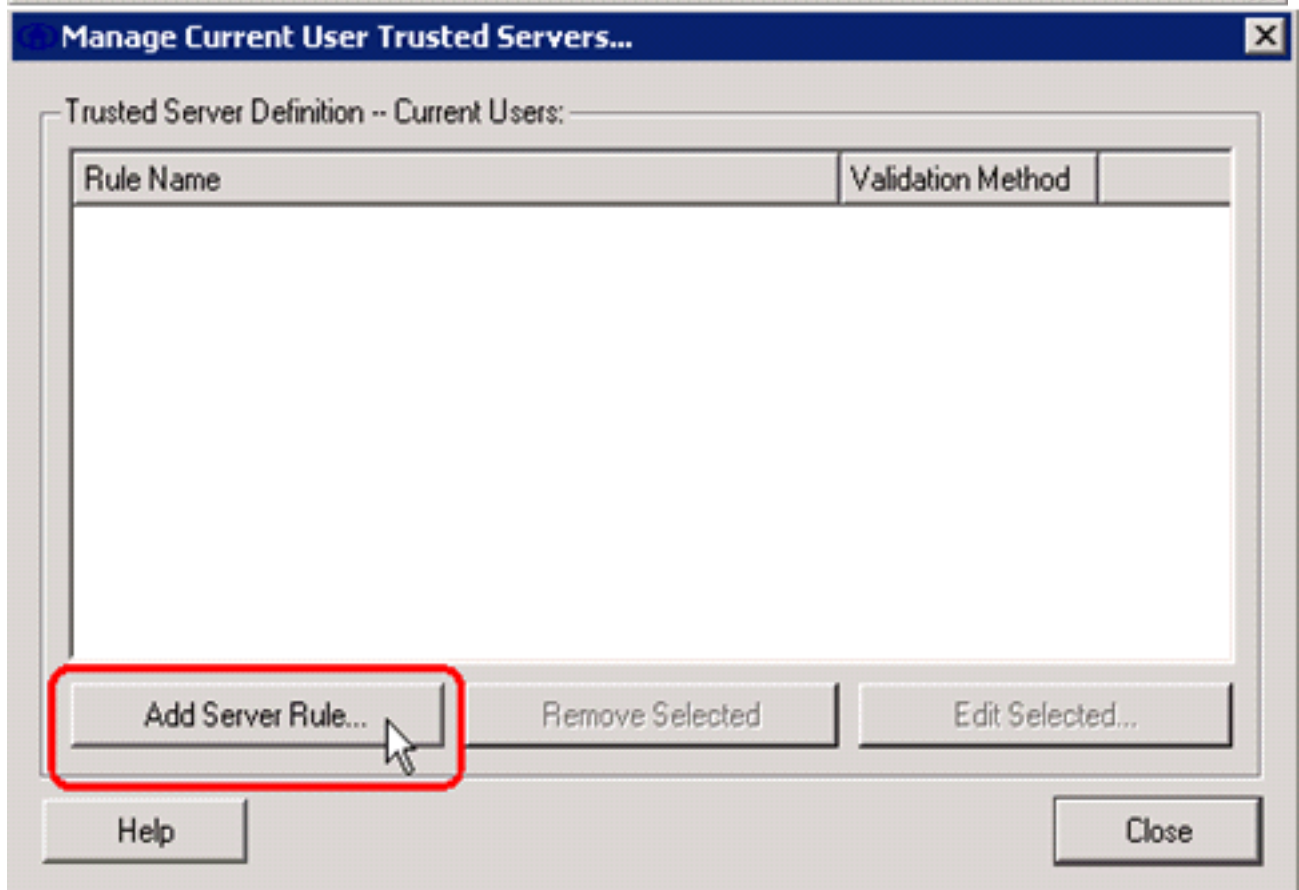 Manage Current User Trusted Servers...
Trusted Server Definition -- Current Users:
Rule Name Validation Method
Add Server Rule... Remove Selected Edit Selected...
Help Close